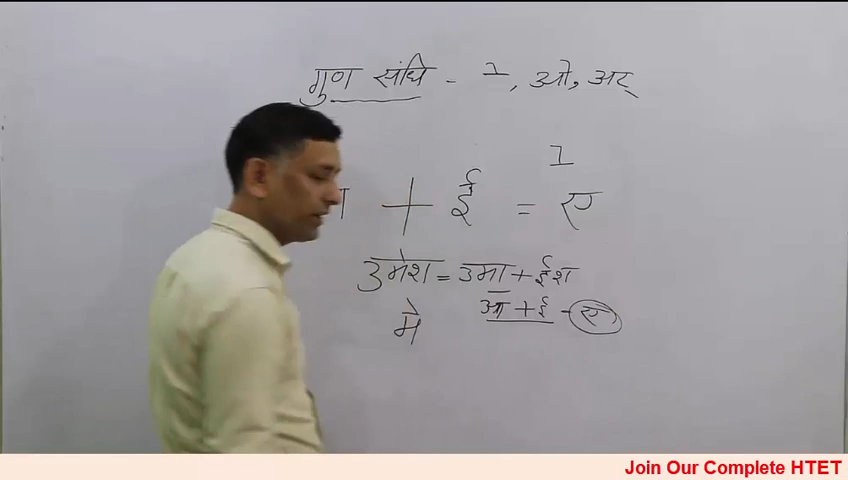 गुण संधि - े, ओ, अर्
े
ा + ई = ए
उमेश = उमा + ईश
मे आ + ई - ए
Join Our Complete HTET